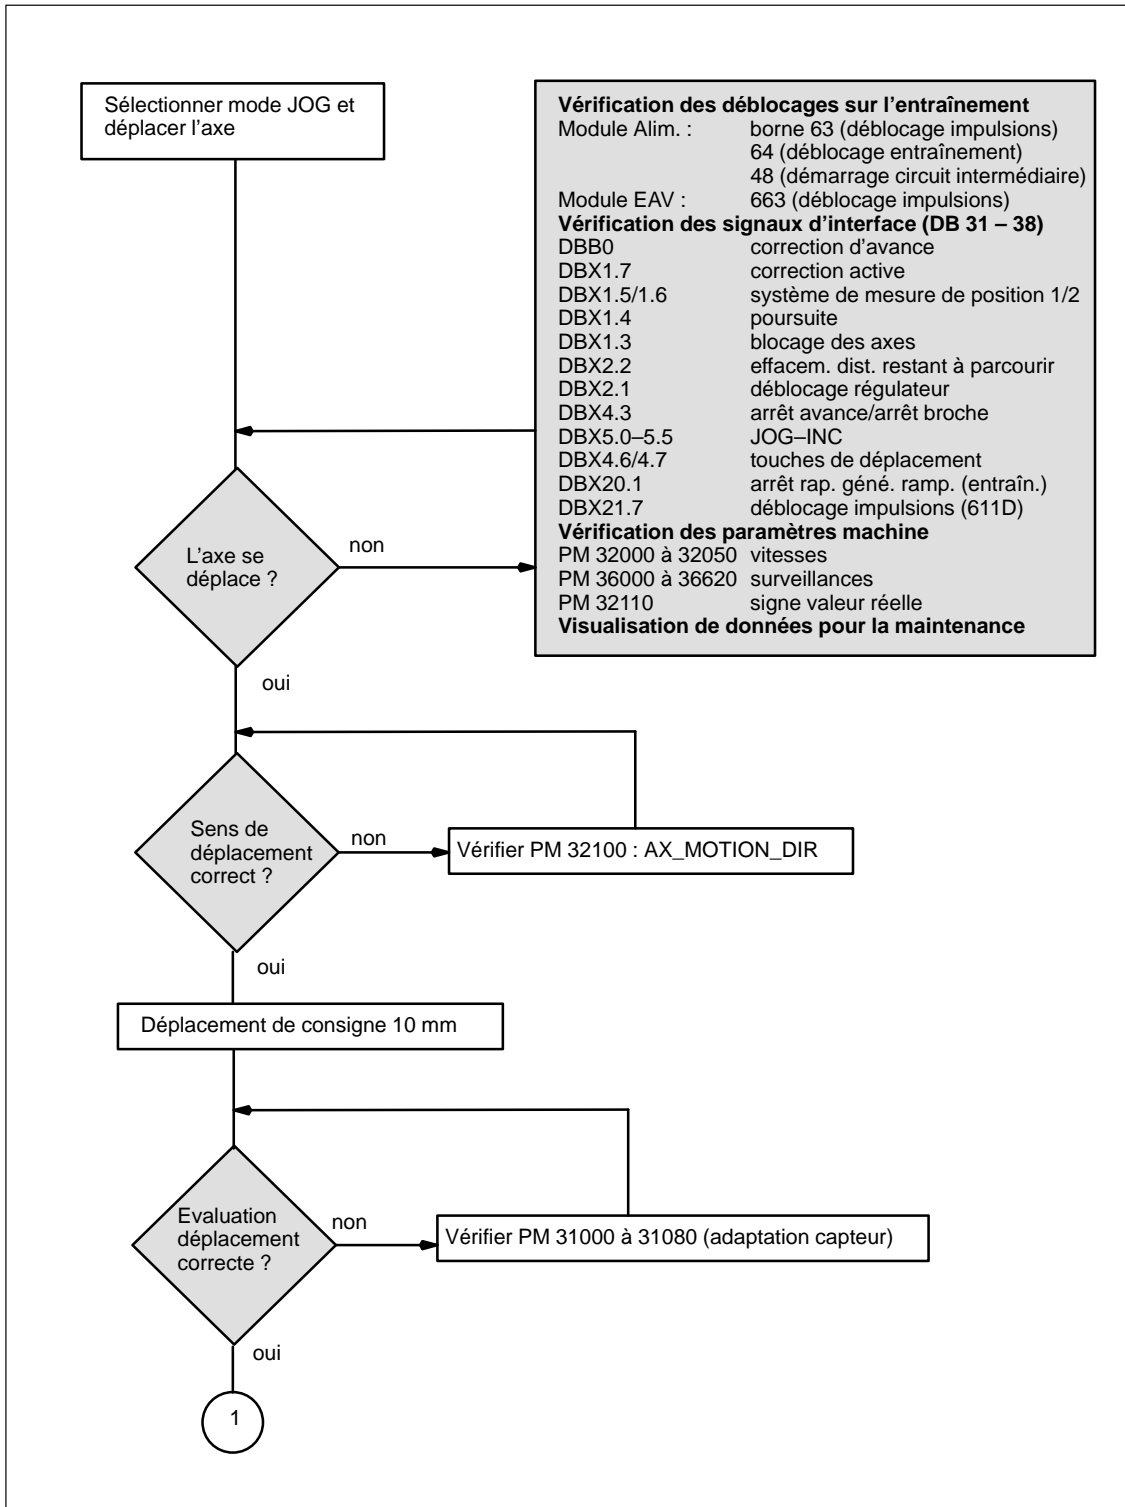 Sélectionner mode JOG et
déplacer l'axe
Vérification des déblocages sur l'entraînement
Module Alim. : borne 63 (déblocage impulsions)
64 (déblocage entraînement)
48 (démarrage circuit intermédiaire)
Module EAV : 663 (déblocage impulsions)
Vérification des signaux d'interface (DB 31 – 38)
DBB0 correction d'avance
DBX1.7 correction active
DBX1.5/1.6 système de mesure de position 1/2
DBX1.4 poursuite
DBX1.3 blocage des axes
DBX2.2 effacem. dist. restant à parcourir
DBX2.1 déblocage régulateur
DBX4.3 arrêt avance/arrêt broche
DBX5.0–5.5 JOG–INC
DBX4.6/4.7 touches de déplacement
DBX20.1 arrêt rap. géné. ramp. (entraîn.)
DBX21.7 déblocage impulsions (611D)
Vérification des paramètres machine
PM 32000 à 32050 vitesses
PM 36000 à 36620 surveillances
PM 32110 signe valeur réelle
Visualisation de données pour la maintenance
L'axe se
déplace ?
non
oui
Sens de
déplacement
correct ?
non
Vérifier PM 32100 : AX_MOTION_DIR
oui
Déplacement de consigne 10 mm
Evaluation
déplacement
correcte ?
non
Vérifier PM 31000 à 31080 (adaptation capteur)
oui
1